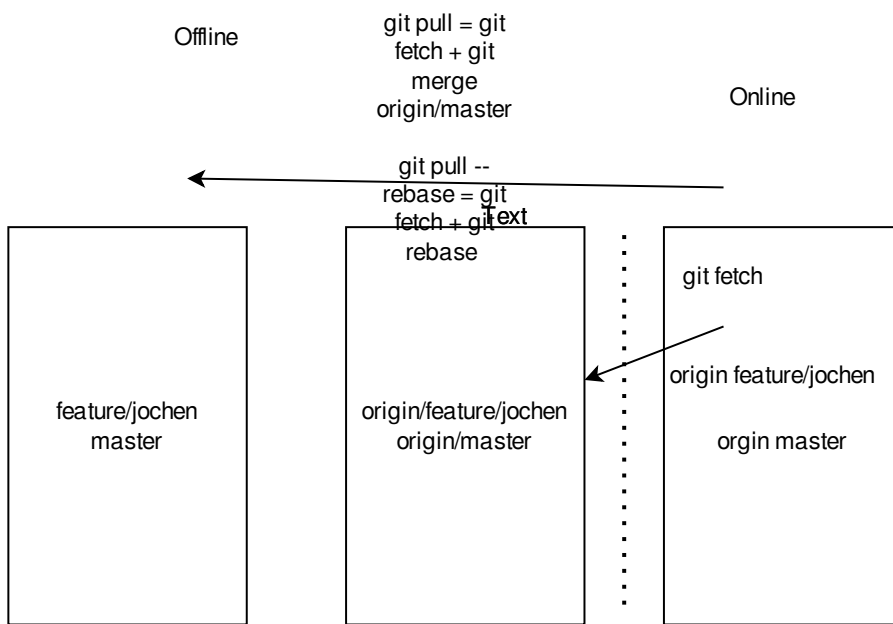 Offline
git pull = git
fetch + git
merge
origin/master
Online
git pull --
rebase = git
fetch + git
rebase
Text
git fetch
feature/jochen
master
origin/feature/jochen
origin/master
origin feature/jochen
orgin master